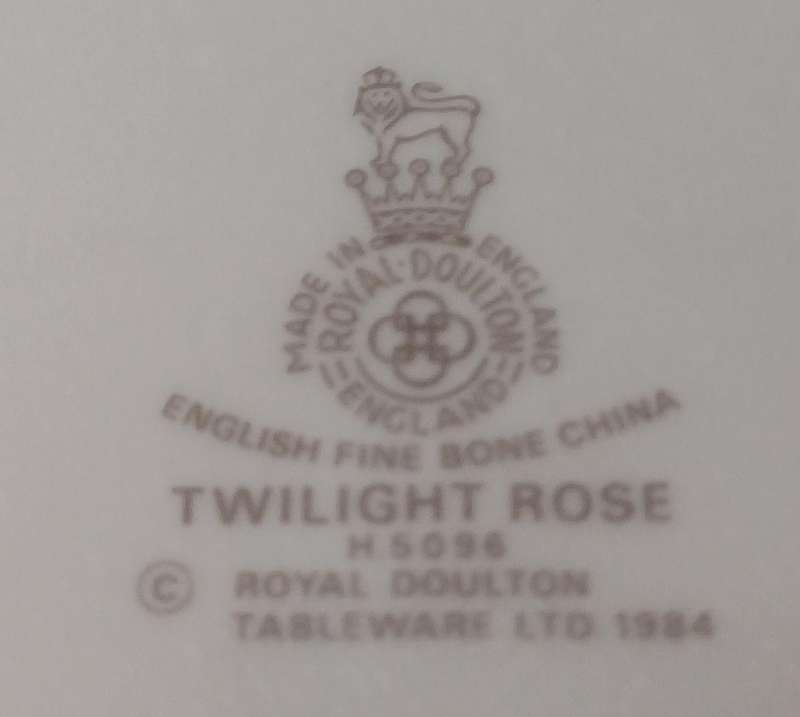 MADE IN ENGLAND
ROYAL·DOULTON
ENGLAND
ENGLISH FINE BONE CHINA
TWILIGHT ROSE
H 5096
© ROYAL DOULTON
TABLEWARE LTD 1984